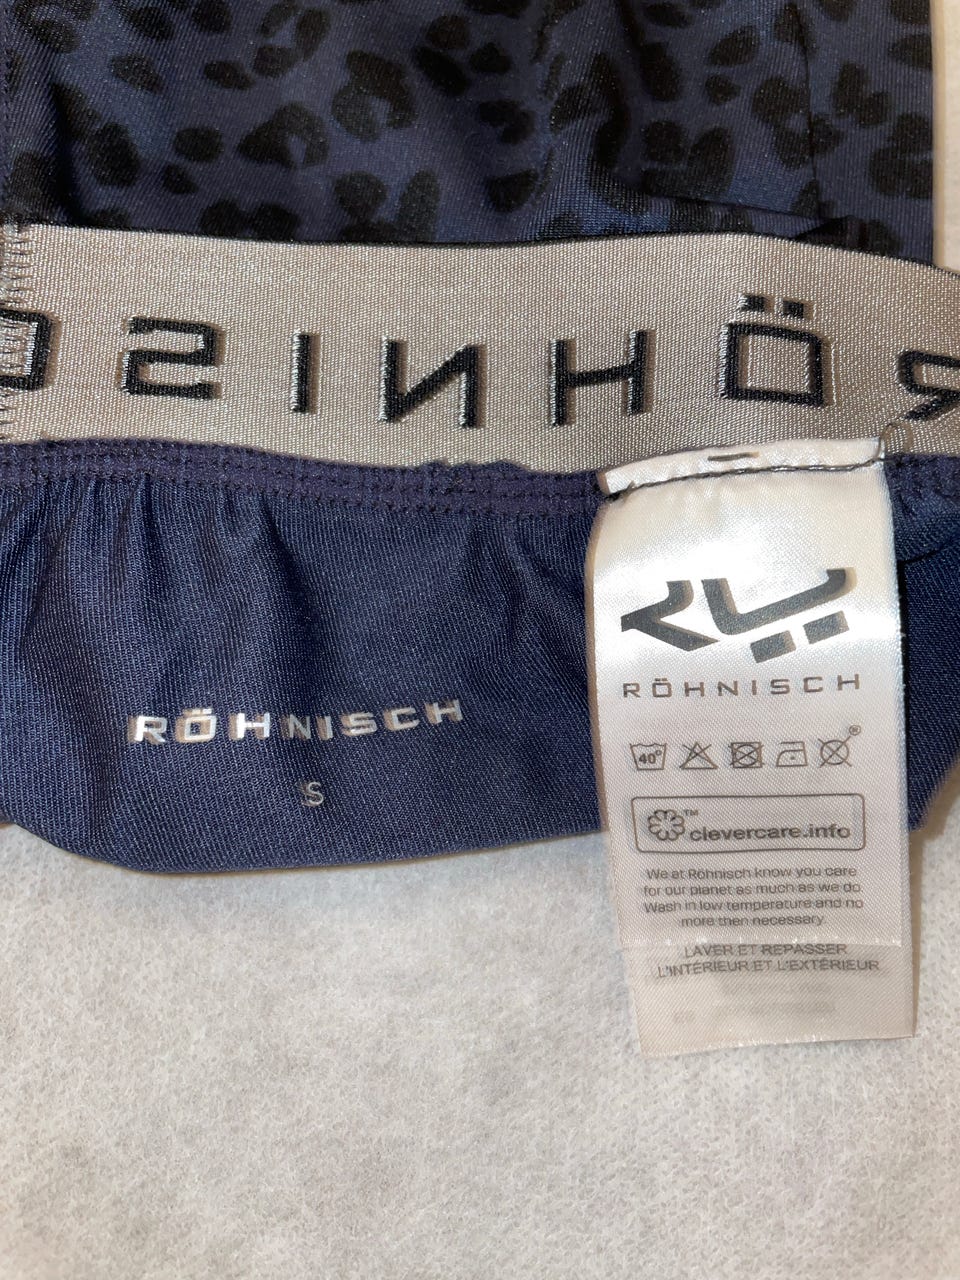 RÖHNISCH
RÖHNISCH
S
RÖHNISCH
40°
clevercare.info
We at Röhnisch know you care
for our planet as much as we do.
Wash in low temperature and no
more then necessary.
LAVER ET REPASSER
L'INTÉRIEUR ET L'EXTÉRIEUR